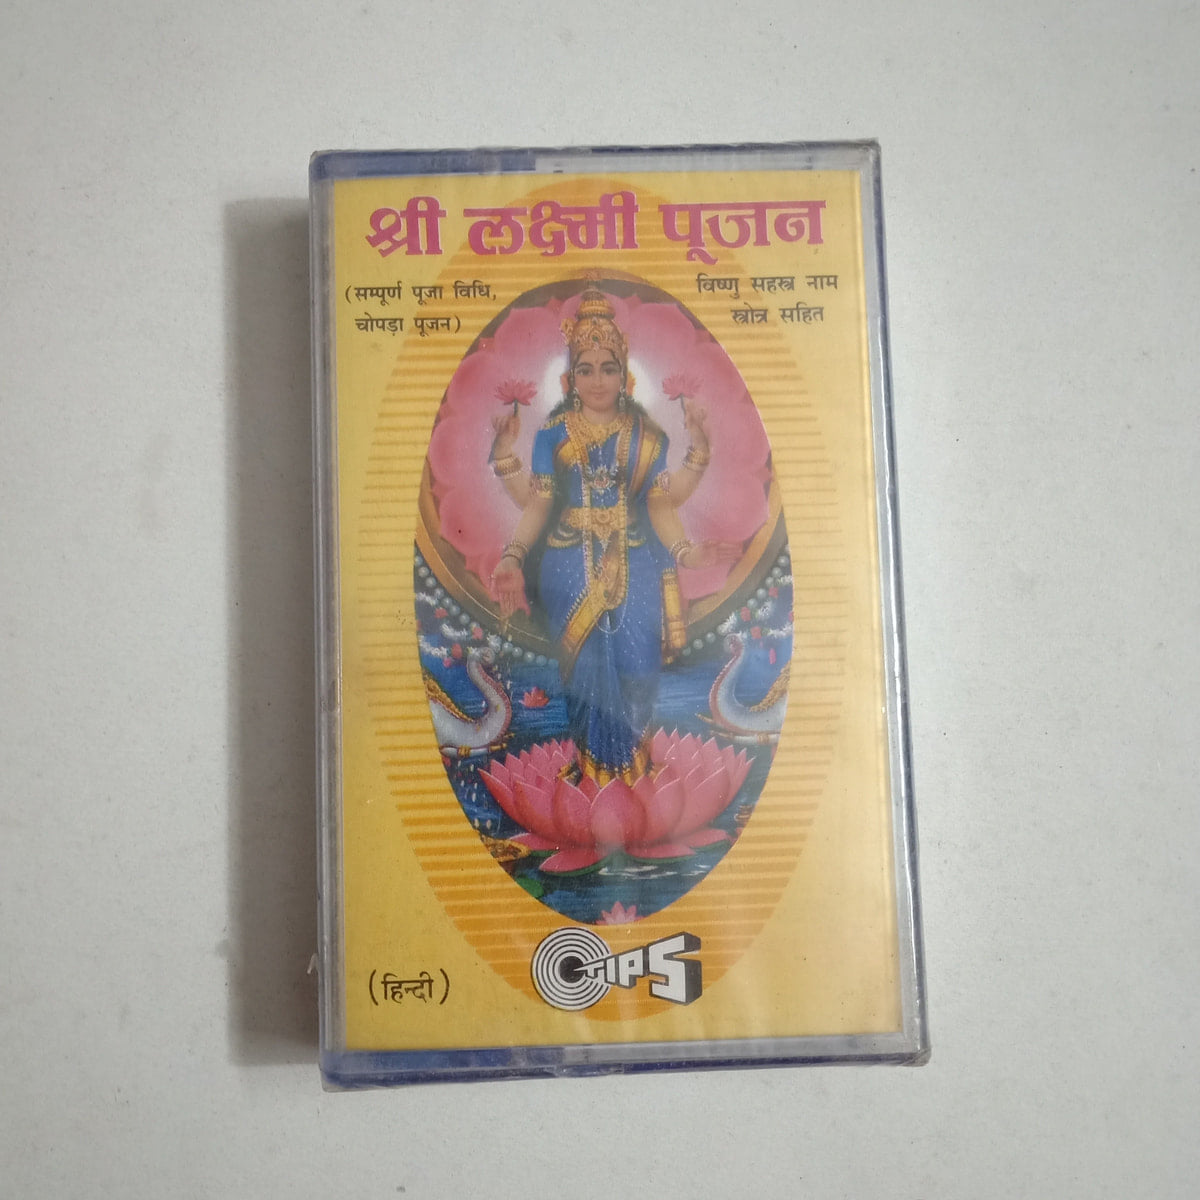 श्री लक्ष्मी पूजन
(सम्पूर्ण पूजा विधि,
चोपड़ा पूजन)
विष्णु सहस्त्र नाम
स्त्रोत्र सहित
(हिन्दी)
TIPS